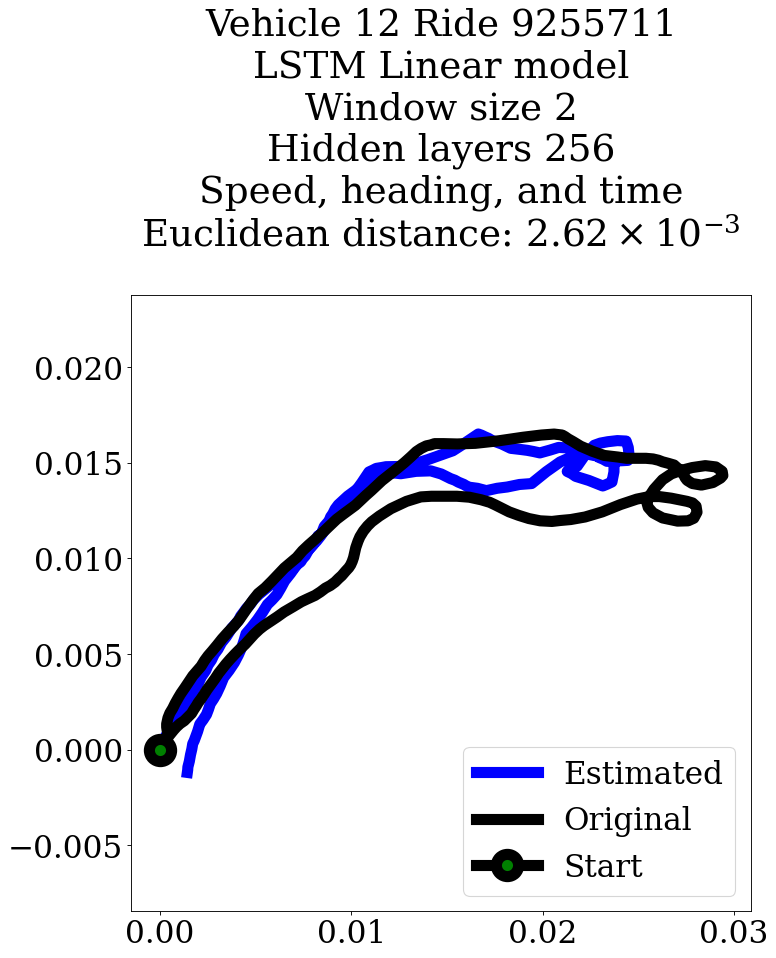 Vehicle 12 Ride 9255711
LSTM Linear model
Window size 2
Hidden layers 256
Speed, heading, and time
Euclidean distance: 2.62 × 10⁻³
0.020
0.015
0.010
0.005
0.000
−0.005
Estimated
Original
Start
0.00 0.01 0.02 0.03